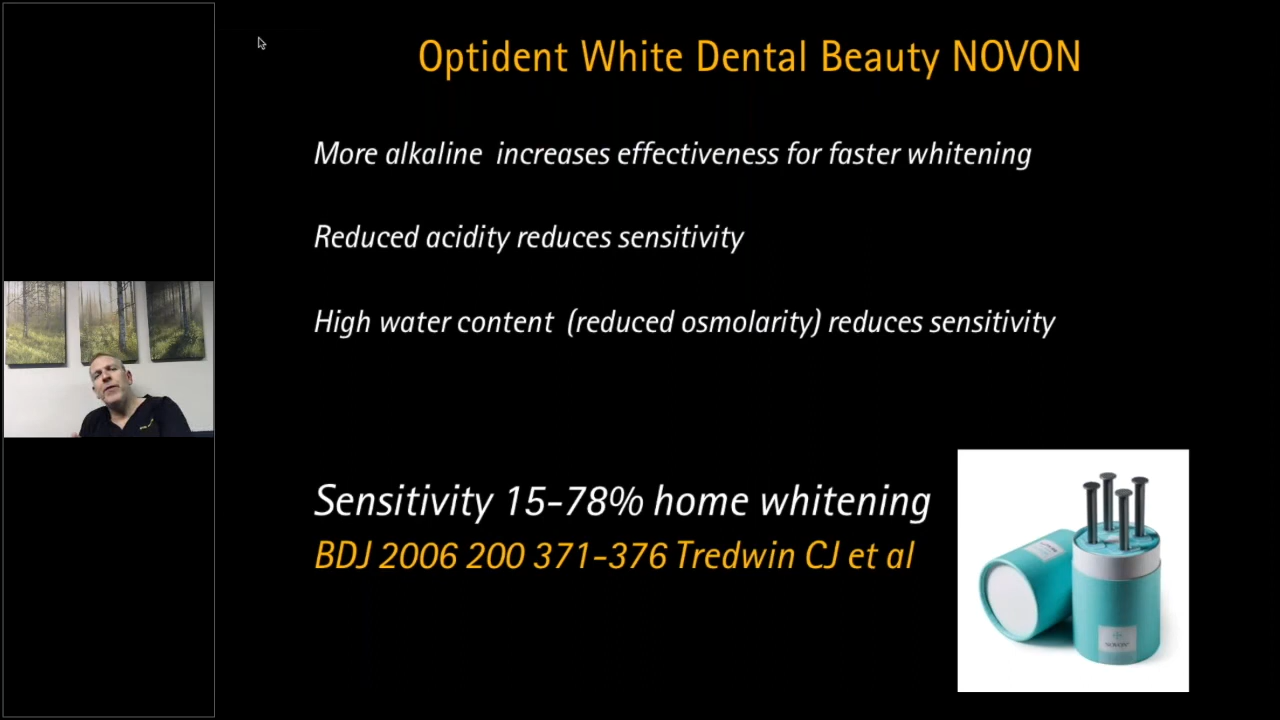 Optident White Dental Beauty NOVON
More alkaline increases effectiveness for faster whitening
Reduced acidity reduces sensitivity
High water content (reduced osmolarity) reduces sensitivity
Sensitivity 15-78% home whitening
BDJ 2006 200 371-376 Tredwin CJ et al
NOVON